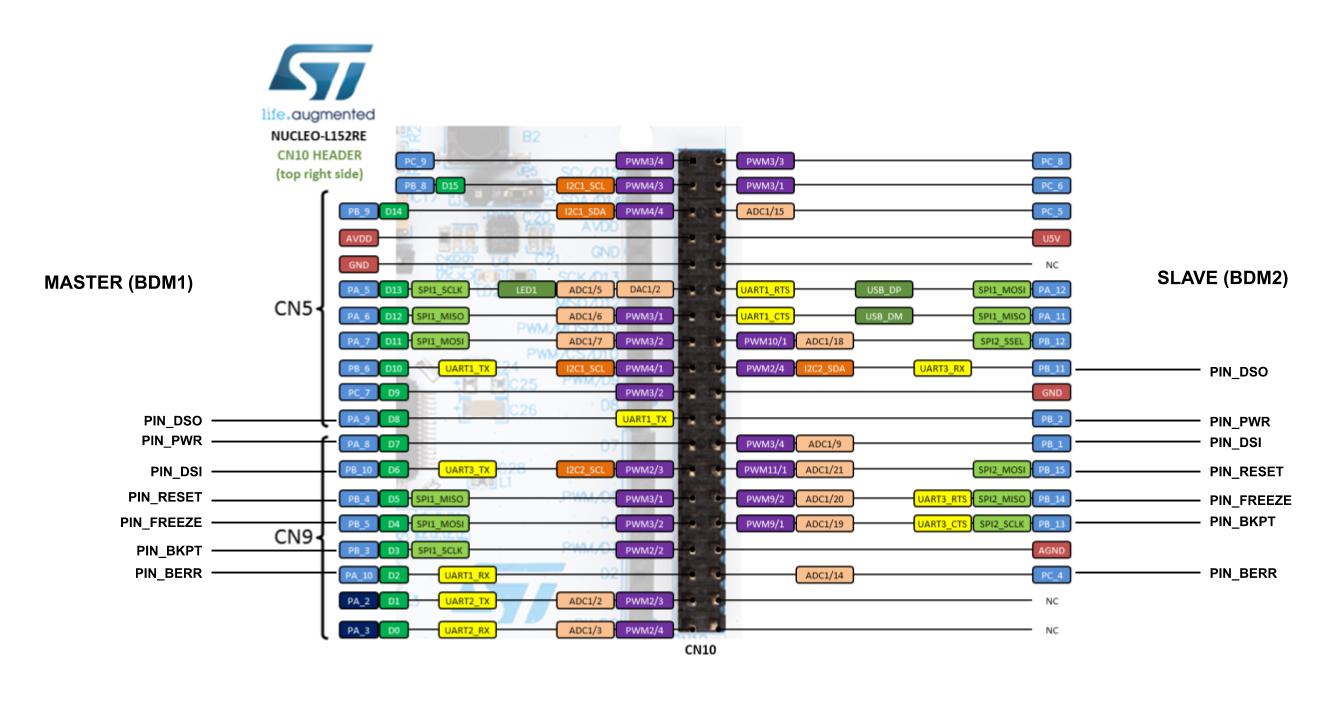 life.augmented
NUCLEO-L152RE
CN10 HEADER
(top right side)
B2
PC_9 PWM3/4 PWM3/3 PC_8
PB_8 D15 I2C1_SCL PWM4/3 PWM3/1 PC_6
PB_9 D14 I2C1_SDA PWM4/4 ADC1/15 PC_5
AVDD U5V
GND NC
MASTER (BDM1)
SLAVE (BDM2)
PA_5 D13 SPI1_SCLK LED1 ADC1/5 DAC1/2 UART1_RTS USB_DP SPI1_MOSI PA_12
CN5
PA_6 D12 SPI1_MISO ADC1/6 PWM3/1 UART1_CTS USB_DM SPI1_MISO PA_11
PA_7 D11 SPI1_MOSI ADC1/7 PWM3/2 PWM10/1 ADC1/18 SPI2_SSEL PB_12
PB_6 D10 UART1_TX I2C1_SCL PWM4/1 PWM2/4 I2C2_SDA UART3_RX PB_11 PIN_DSO
PC_7 D9 PWM3/2 GND
PIN_DSO PA_9 D8 UART1_TX PB_2 PIN_PWR
PIN_PWR PA_8 D7 PWM3/4 ADC1/9 PB_1 PIN_DSI
PIN_DSI PB_10 D6 UART3_TX I2C2_SCL PWM2/3 PWM11/1 ADC1/21 SPI2_MOSI PB_15 PIN_RESET
PIN_RESET PB_4 D5 SPI1_MISO PWM3/1 PWM9/2 ADC1/20 UART3_RTS SPI2_MISO PB_14 PIN_FREEZE
PIN_FREEZE PB_5 D4 SPI1_MOSI PWM3/2 PWM9/1 ADC1/19 UART3_CTS SPI2_SCLK PB_13 PIN_BKPT
CN9
PIN_BKPT PB_3 D3 SPI1_SCLK PWM2/2 AGND
PIN_BERR PA_10 D2 UART1_RX ADC1/14 PC_4 PIN_BERR
PA_2 D1 UART2_TX ADC1/2 PWM2/3 NC
PA_3 D0 UART2_RX ADC1/3 PWM2/4 NC
CN10